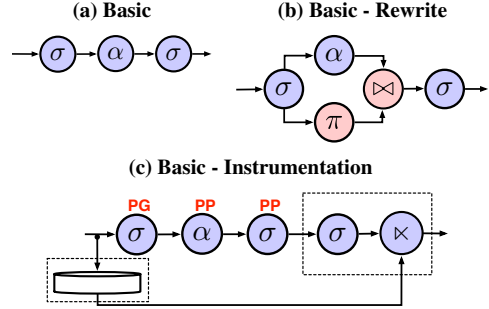 (a) Basic
σ α σ
(b) Basic - Rewrite
α
σ ⋈ σ
π
(c) Basic - Instrumentation
PG PP PP
σ α σ σ ⋉